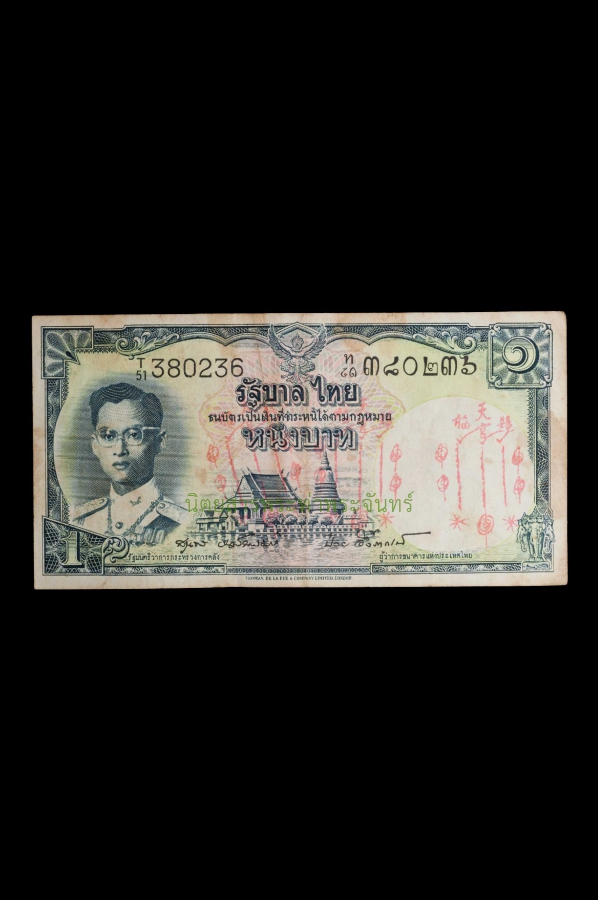 T
51 380236
ท
๕๑ ๓๘๐๒๓๖
๑
รัฐบาลไทย
ธนบัตรเป็นเงินที่ชำระหนี้ได้ตามกฎหมาย
หนึ่งบาท
天
福
1
รัฐมนตรีว่าการกระทรวงการคลัง
ผู้ว่าการธนาคารแห่งประเทศไทย
THOMAS DE LA RUE & COMPANY LIMITED, LONDON